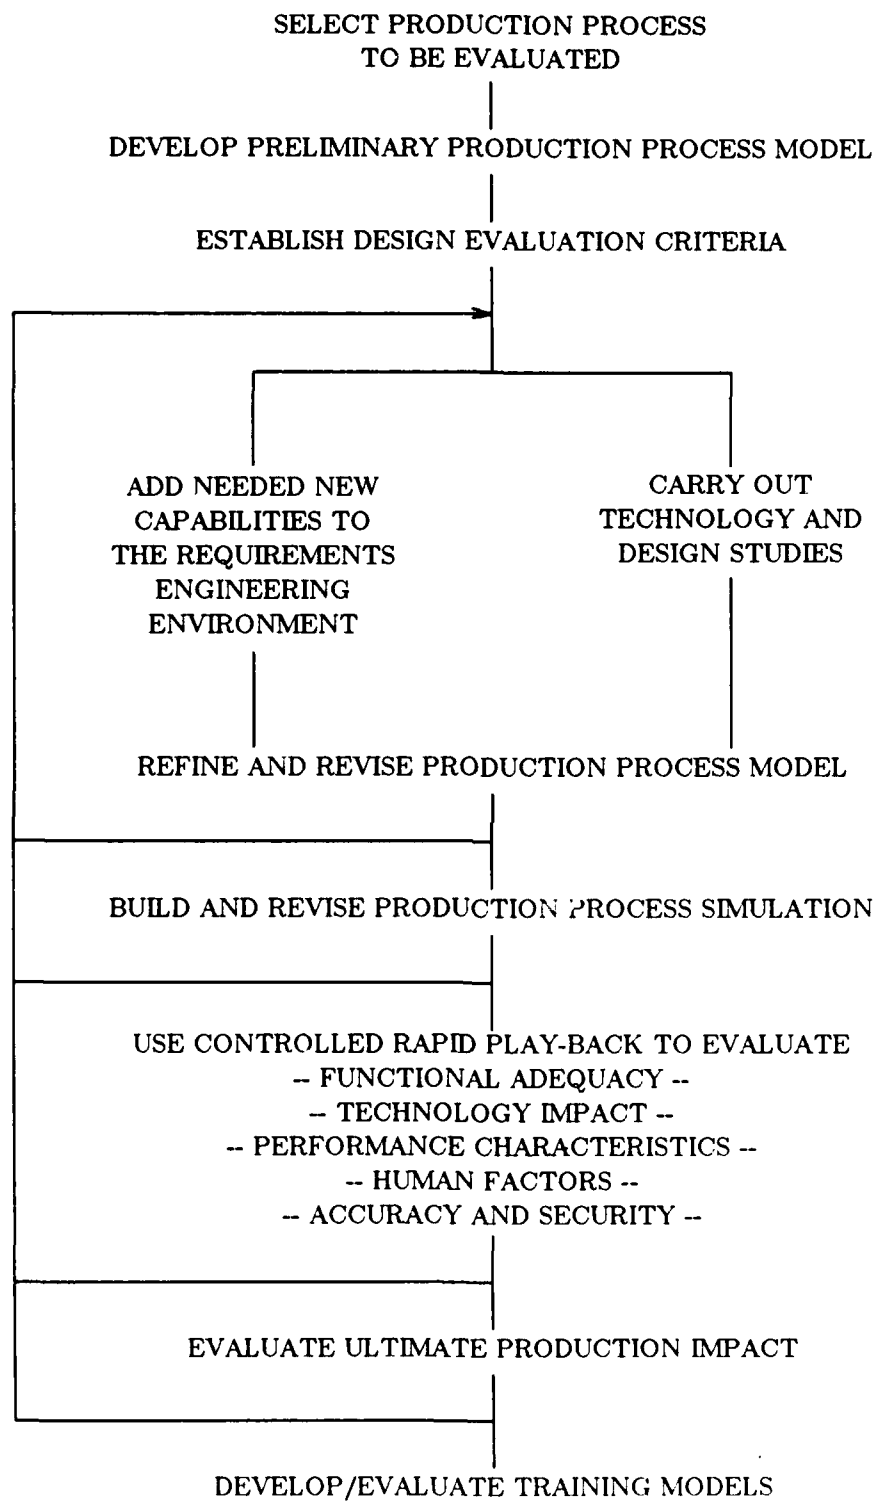 SELECT PRODUCTION PROCESS
TO BE EVALUATED
DEVELOP PRELIMINARY PRODUCTION PROCESS MODEL
ESTABLISH DESIGN EVALUATION CRITERIA
ADD NEEDED NEW
CAPABILITIES TO
THE REQUIREMENTS
ENGINEERING
ENVIRONMENT
CARRY OUT
TECHNOLOGY AND
DESIGN STUDIES
REFINE AND REVISE PRODUCTION PROCESS MODEL
BUILD AND REVISE PRODUCTION PROCESS SIMULATION
USE CONTROLLED RAPID PLAY-BACK TO EVALUATE
-- FUNCTIONAL ADEQUACY --
-- TECHNOLOGY IMPACT --
-- PERFORMANCE CHARACTERISTICS --
-- HUMAN FACTORS --
-- ACCURACY AND SECURITY --
EVALUATE ULTIMATE PRODUCTION IMPACT
DEVELOP/EVALUATE TRAINING MODELS